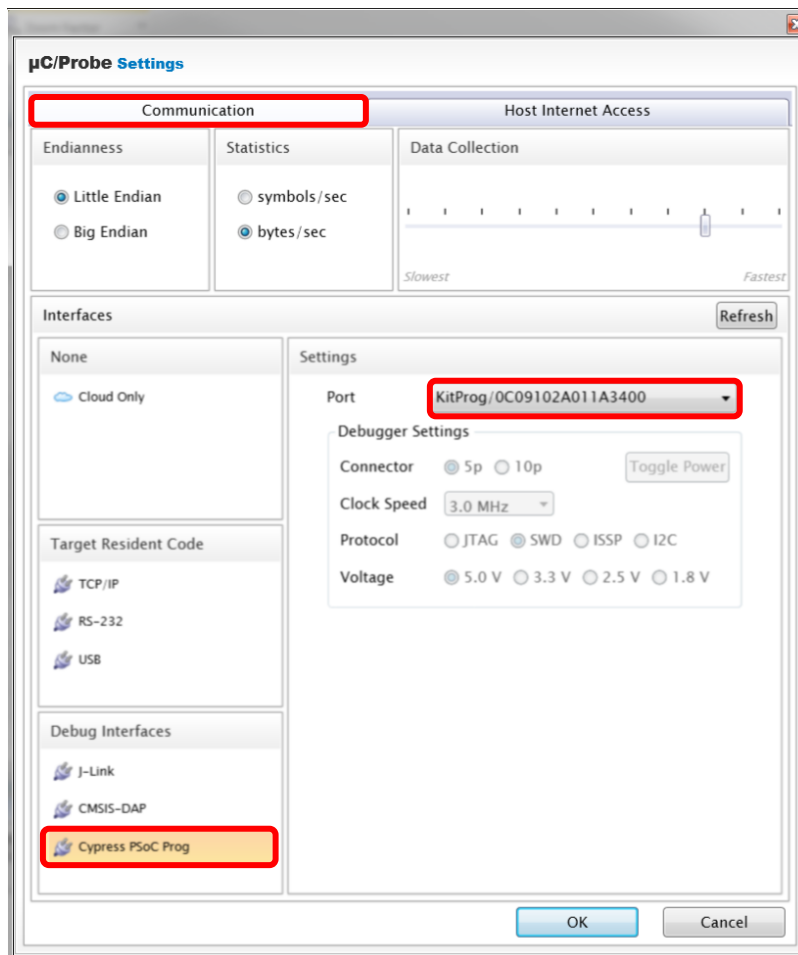 µC/Probe Settings
Communication
Host Internet Access
Endianness
Little Endian
Big Endian
Statistics
symbols/sec
bytes/sec
Data Collection
Slowest
Fastest
Interfaces
Refresh
None
Cloud Only
Target Resident Code
TCP/IP
RS-232
USB
Debug Interfaces
J-Link
CMSIS-DAP
Cypress PSoC Prog
Settings
Port KitProg/0C09102A011A3400
Debugger Settings
Connector 5p 10p Toggle Power
Clock Speed 3.0 MHz
Protocol JTAG SWD ISSP I2C
Voltage 5.0 V 3.3 V 2.5 V 1.8 V
OK
Cancel